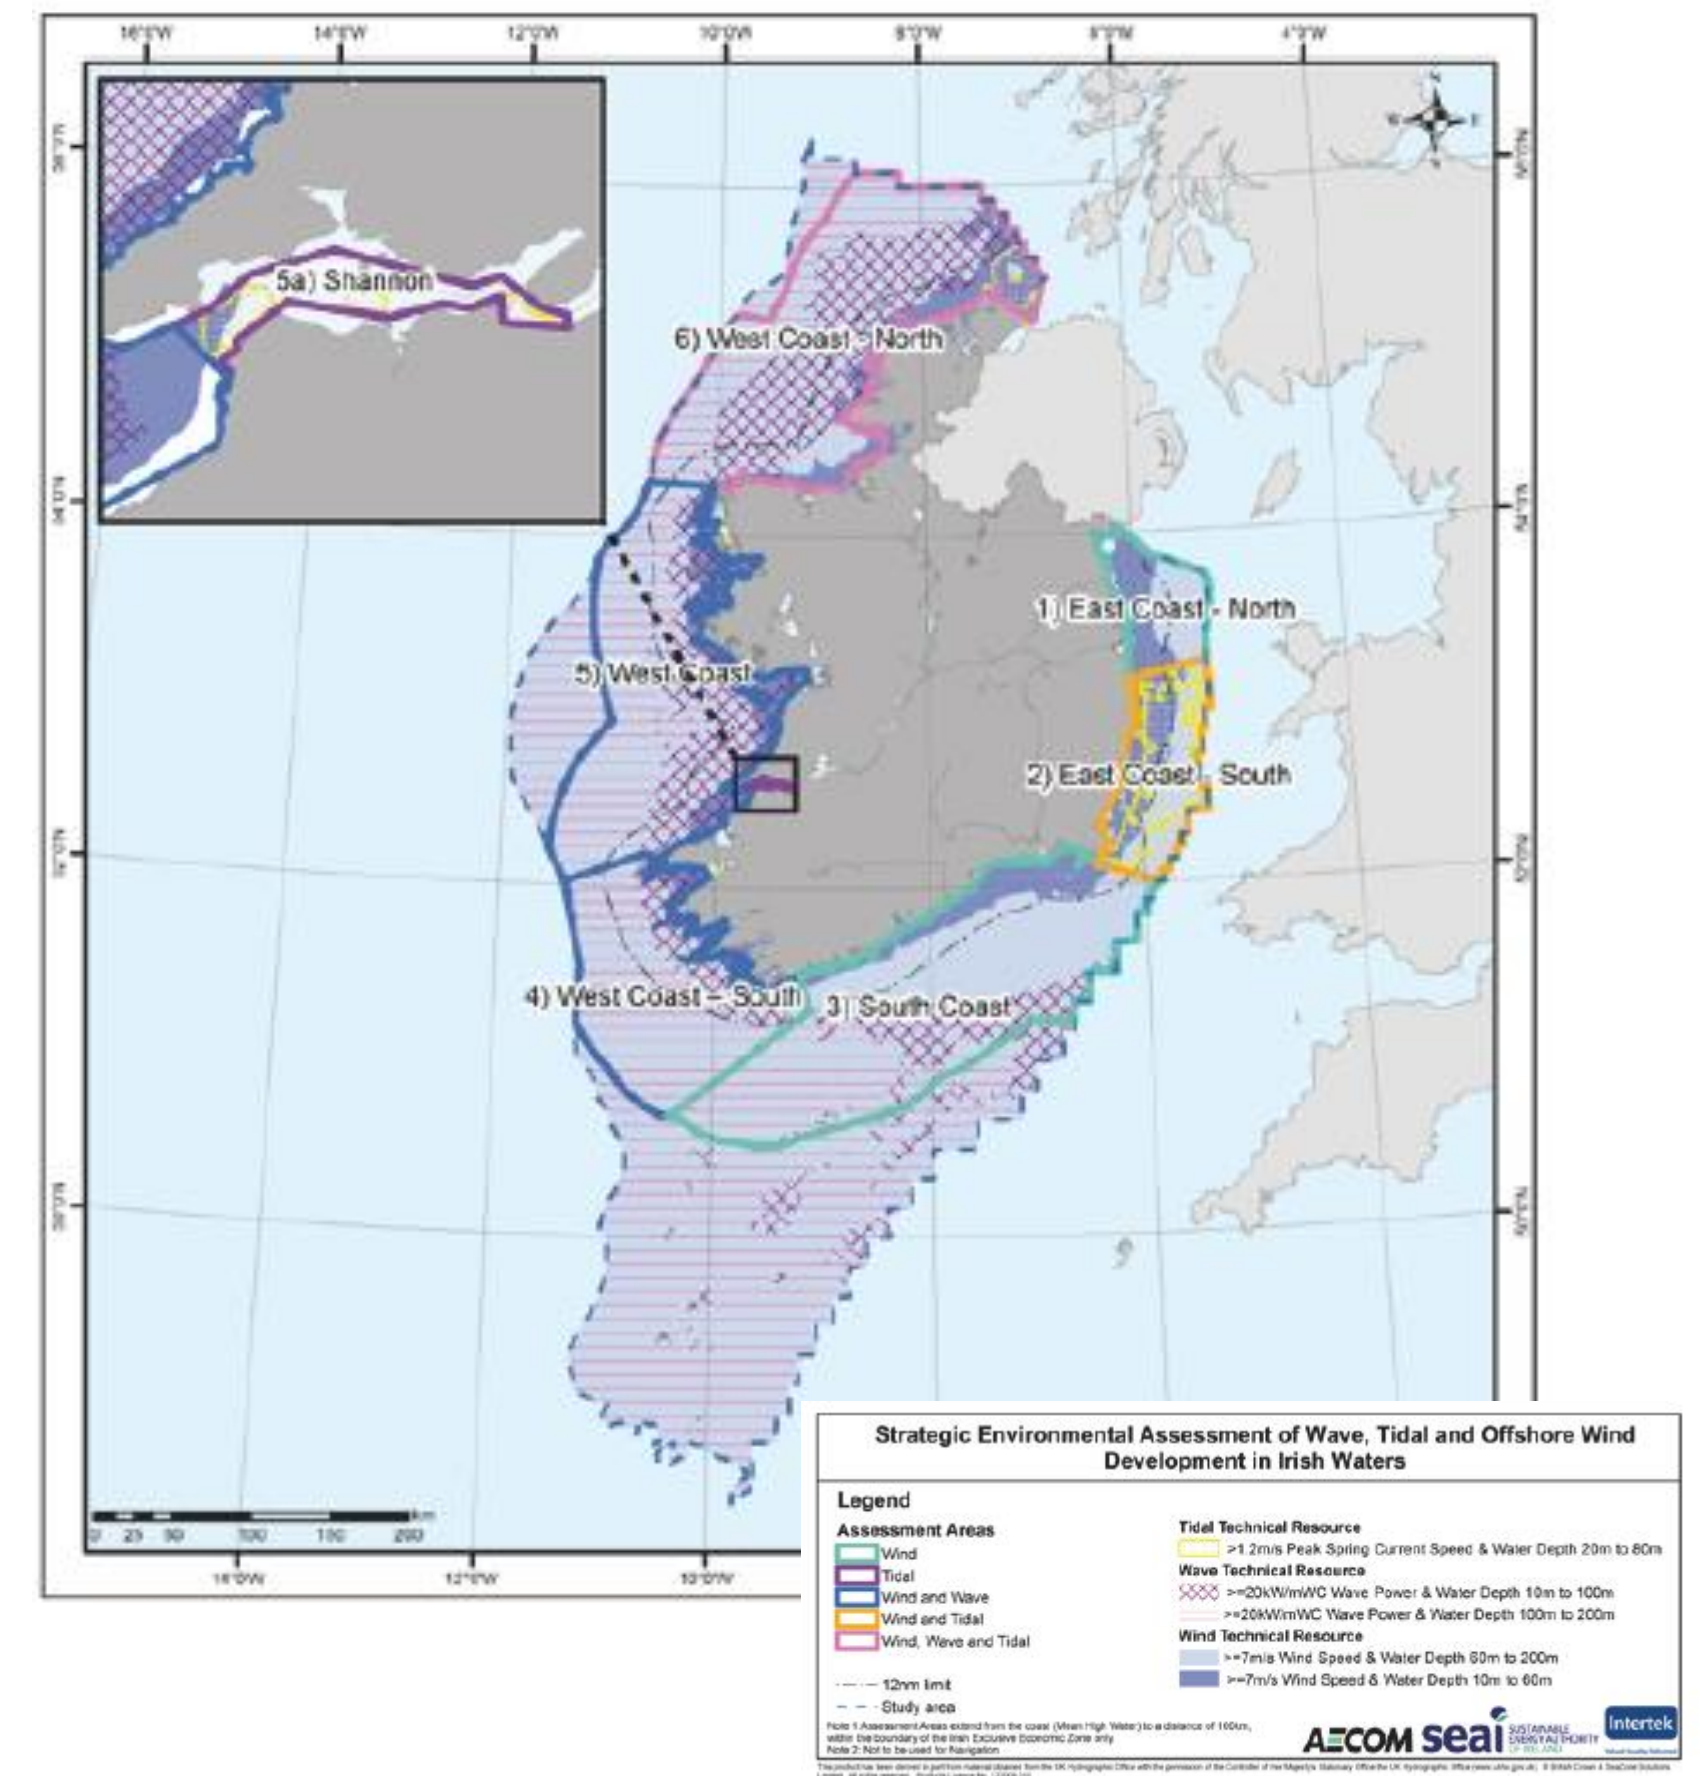 16°0'W 14°0'W 12°0'W 10°0'W 8°0'W 6°0'W 4°0'W
5a) Shannon
6) West Coast - North
1) East Coast - North
5) West Coast
2) East Coast - South
4) West Coast – South
3) South Coast
km
0 25 50 100 150 200
14°0'W 12°0'W 10°0'W
Strategic Environmental Assessment of Wave, Tidal and Offshore Wind
Development in Irish Waters
Legend
Assessment Areas
Wind
Tidal
Wind and Wave
Wind and Tidal
Wind, Wave and Tidal
12nm limit
Study area
Tidal Technical Resource
>1.2m/s Peak Spring Current Speed & Water Depth 20m to 80m
Wave Technical Resource
>=20kW/mWC Wave Power & Water Depth 10m to 100m
>=20kW/mWC Wave Power & Water Depth 100m to 200m
Wind Technical Resource
>=7m/s Wind Speed & Water Depth 60m to 200m
>=7m/s Wind Speed & Water Depth 10m to 60m
Note 1 Assessment Areas extend from the coast (Mean High Water) to a distance of 100km,
within the boundary of the Irish Exclusive Economic Zone only
Note 2: Not to be used for Navigation
AECOM seai SUSTAINABLE ENERGY AUTHORITY OF IRELAND Intertek